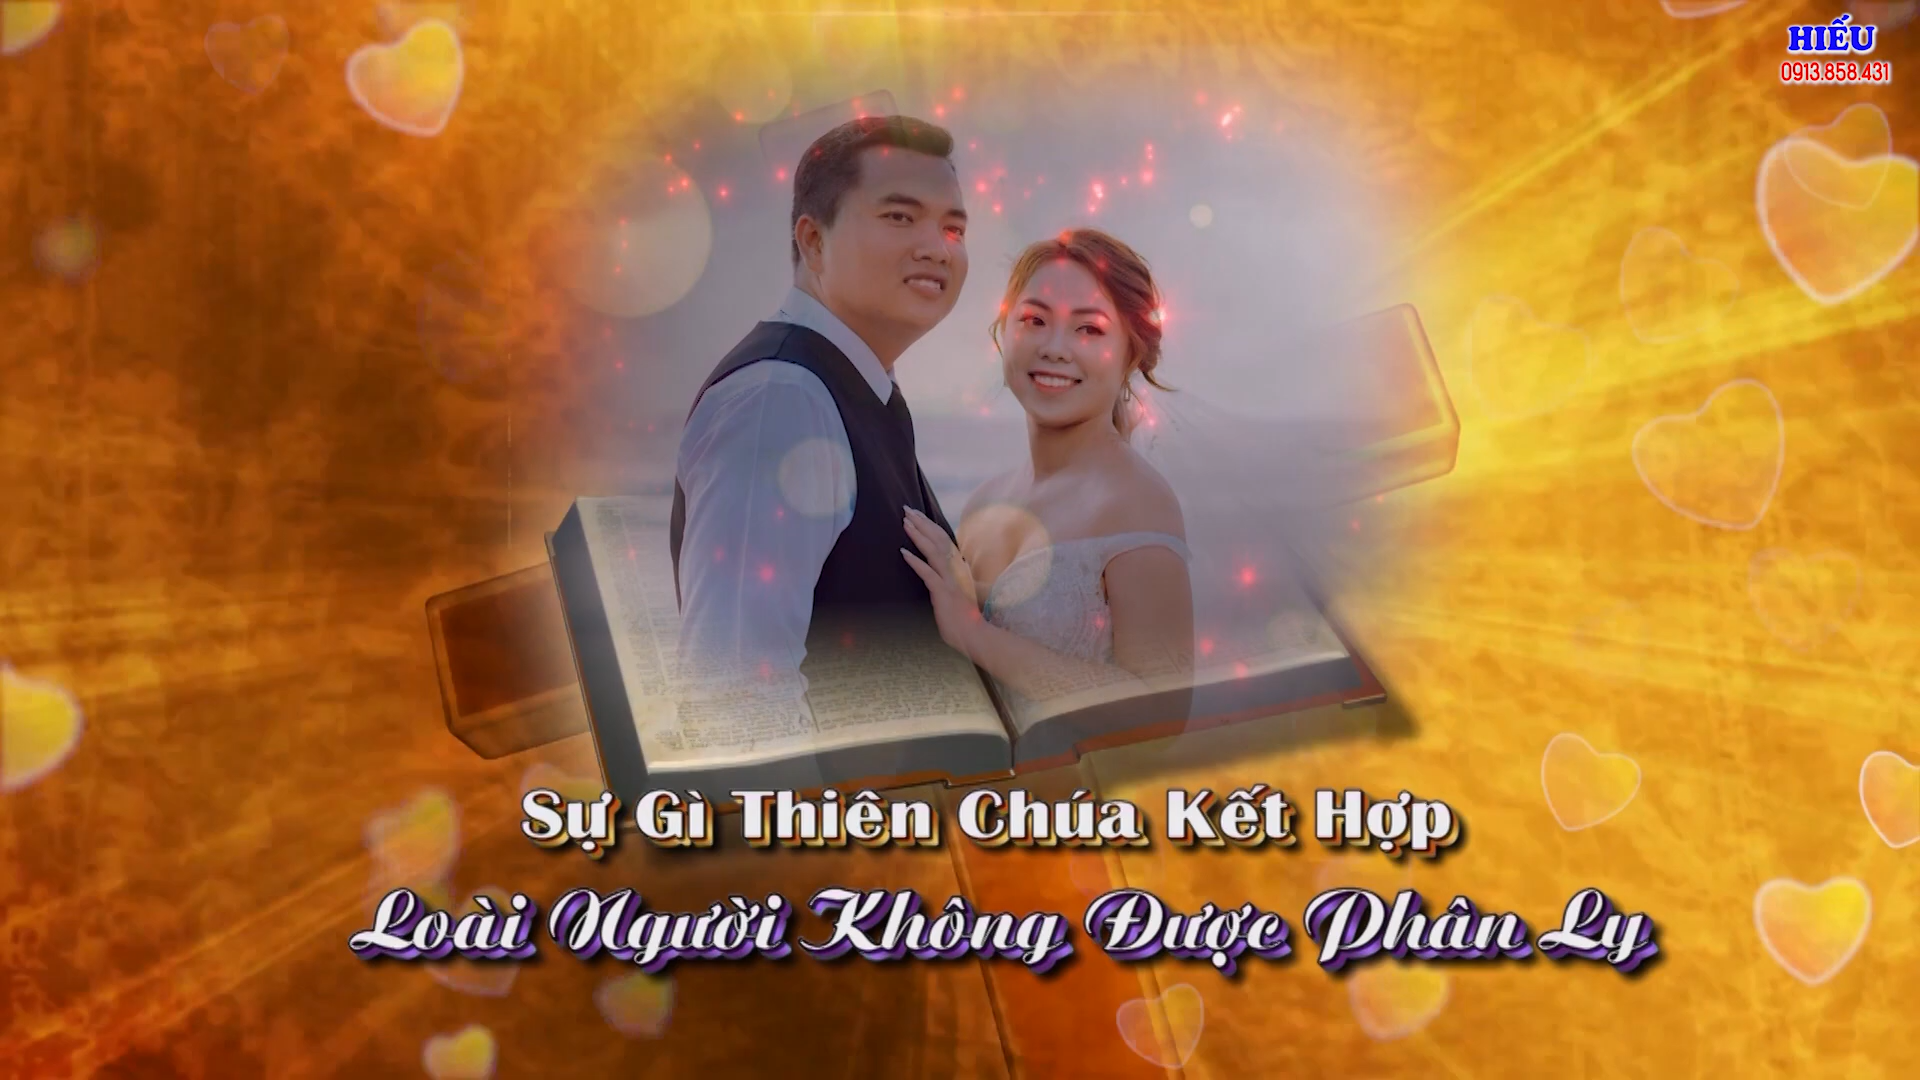 HIẾU
0913.858.431
Sự Gì Thiên Chúa Kết Hợp
Loài Người Không Được Phân Ly